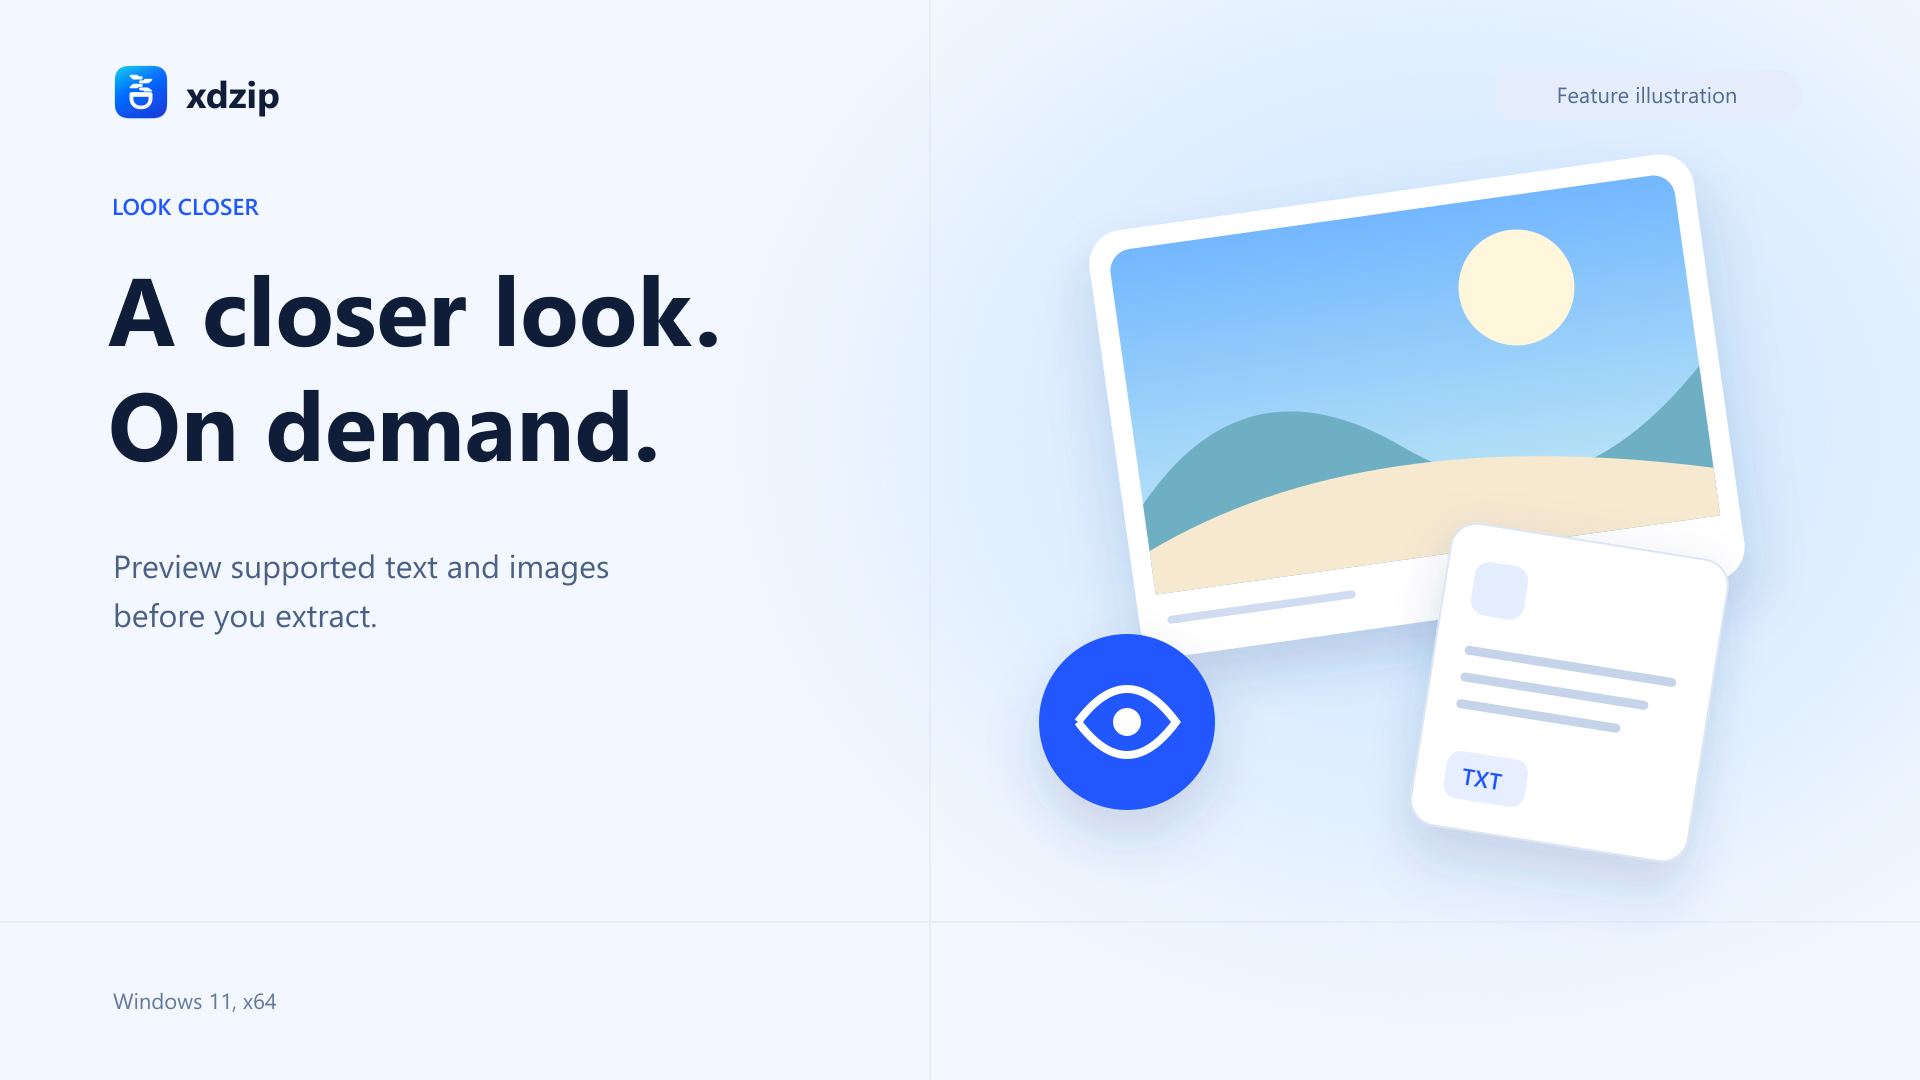 xdzip
Feature illustration
LOOK CLOSER
A closer look.
On demand.
Preview supported text and images
before you extract.
TXT
Windows 11, x64